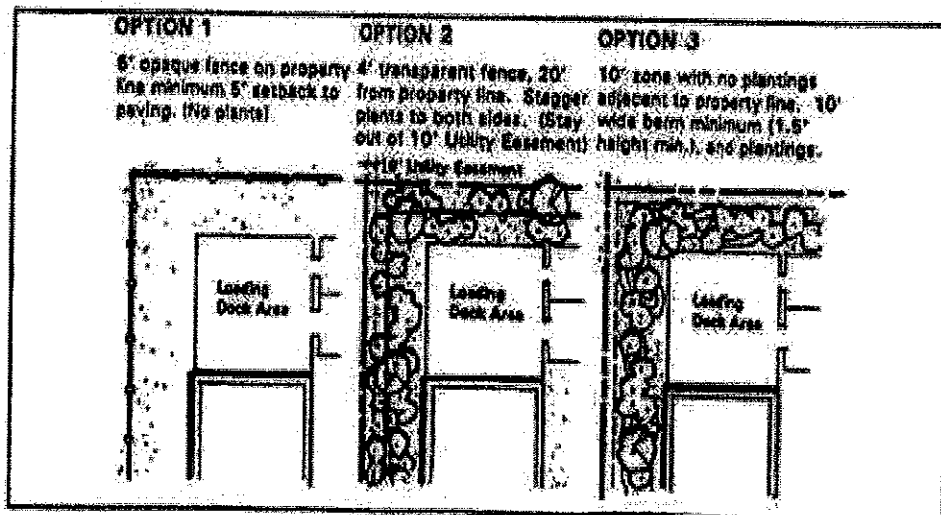 OPTION 1
6' opaque fence on property
line minimum 5' setback to
paving. (No plants)
OPTION 2
4' transparent fence, 20'
from property line. Stagger
plants to both sides. (Stay
out of 10' Utility Easement)
10' Utility Easement
OPTION 3
10' zone with no plantings
adjacent to property line. 10'
wide berm minimum (1.5'
height min.), and plantings.
Loading
Dock Area
Loading
Dock Area
Loading
Dock Area